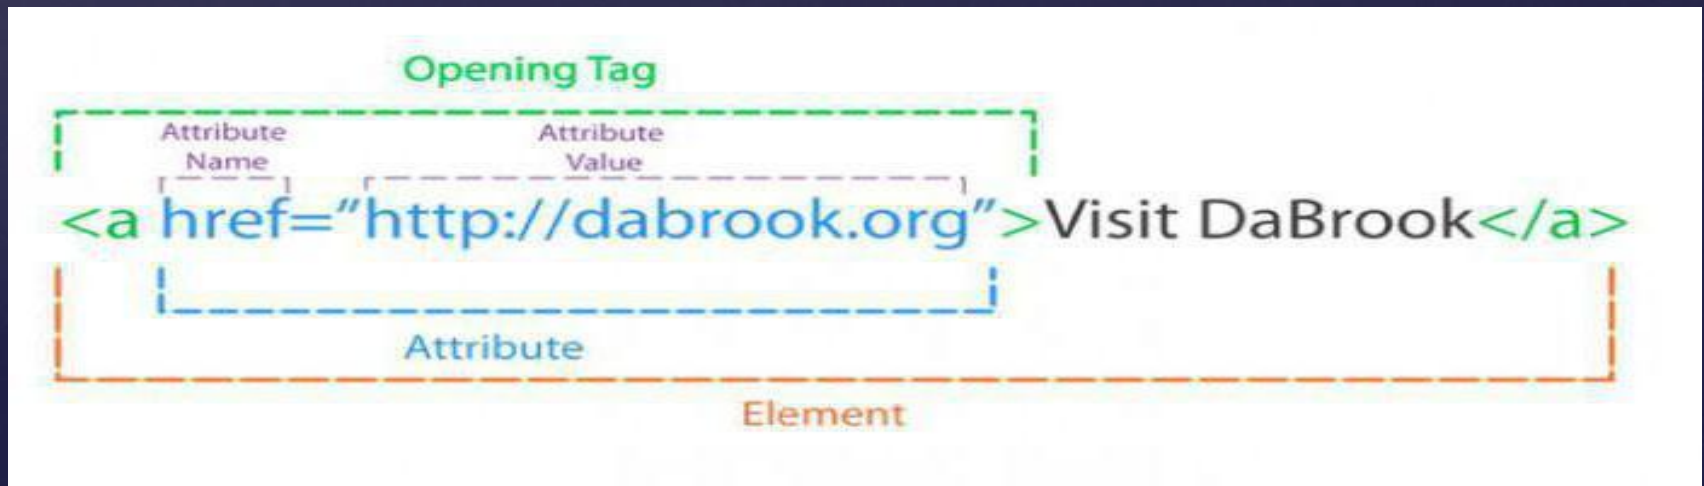 Opening Tag
Attribute
Name
Attribute
Value
<a href=”http://dabrook.org”>Visit DaBrook</a>
Attribute
Element